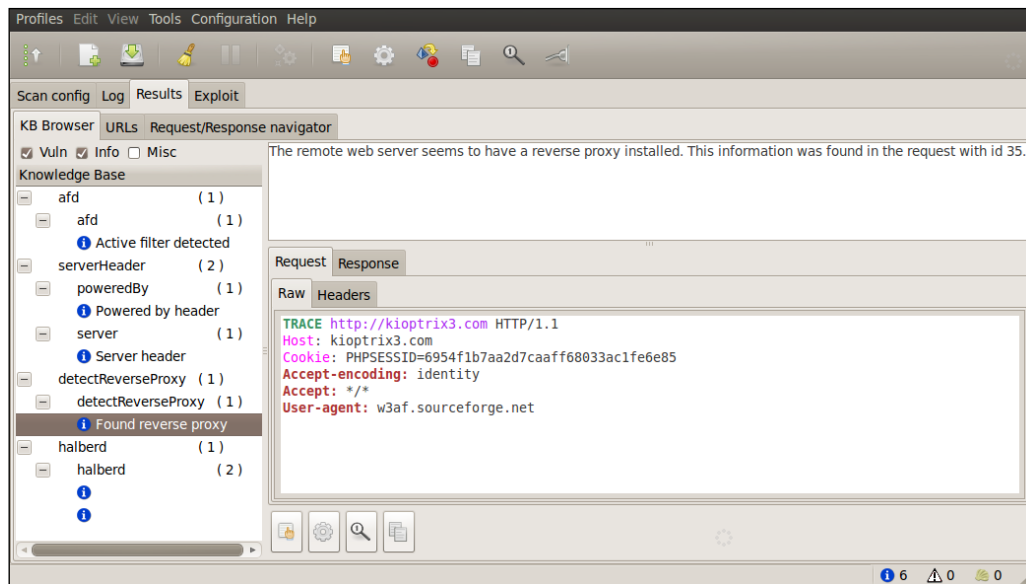 Profiles Edit View Tools Configuration Help
Scan config Log Results Exploit
KB Browser URLs Request/Response navigator
Vuln Info Misc
Knowledge Base
afd ( 1 )
afd ( 1 )
Active filter detected
serverHeader ( 2 )
poweredBy ( 1 )
Powered by header
server ( 1 )
Server header
detectReverseProxy ( 1 )
detectReverseProxy ( 1 )
Found reverse proxy
halberd ( 1 )
halberd ( 2 )
The remote web server seems to have a reverse proxy installed. This information was found in the request with id 35.
Request Response
Raw Headers
TRACE http://kioptrix3.com HTTP/1.1
Host: kioptrix3.com
Cookie: PHPSESSID=6954f1b7aa2d7caaff68033ac1fe6e85
Accept-encoding: identity
Accept: */*
User-agent: w3af.sourceforge.net
6 0 0